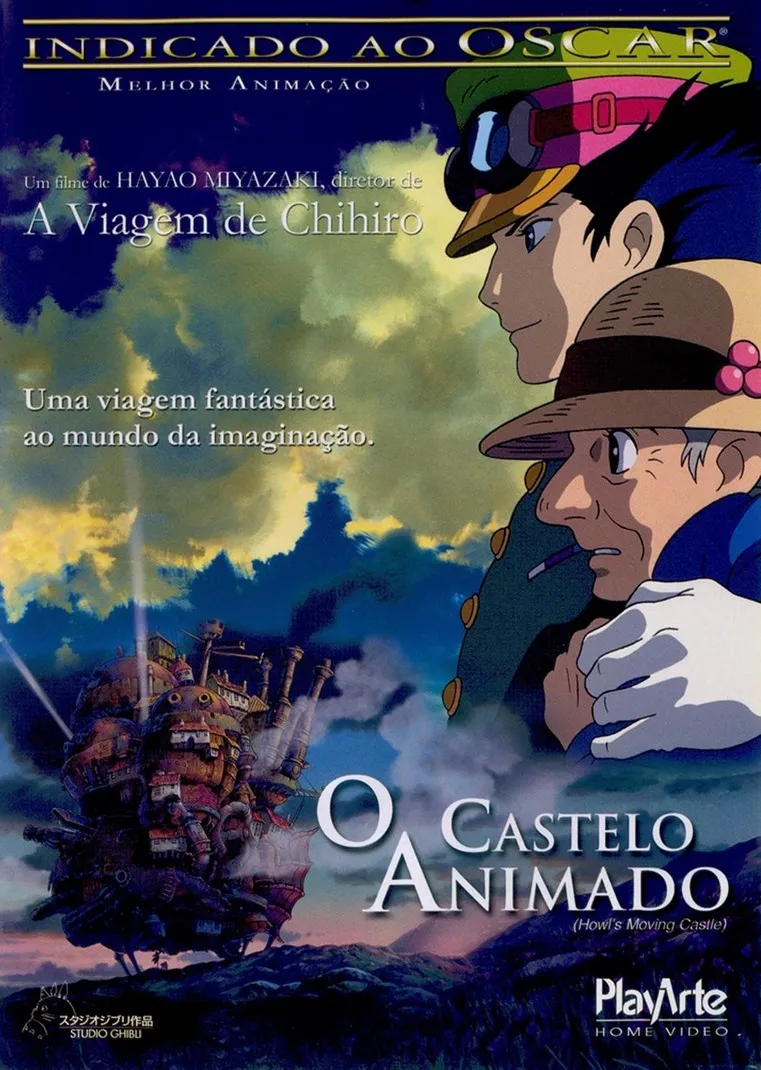 INDICADO AO OSCAR®
MELHOR ANIMAÇÃO
Um filme de HAYAO MIYAZAKI, diretor de
A Viagem de Chihiro
Uma viagem fantástica
ao mundo da imaginação.
O CASTELO
ANIMADO
(Howl's Moving Castle)
スタジオジブリ作品
STUDIO GHIBLI
PlayArte
HOME VIDEO